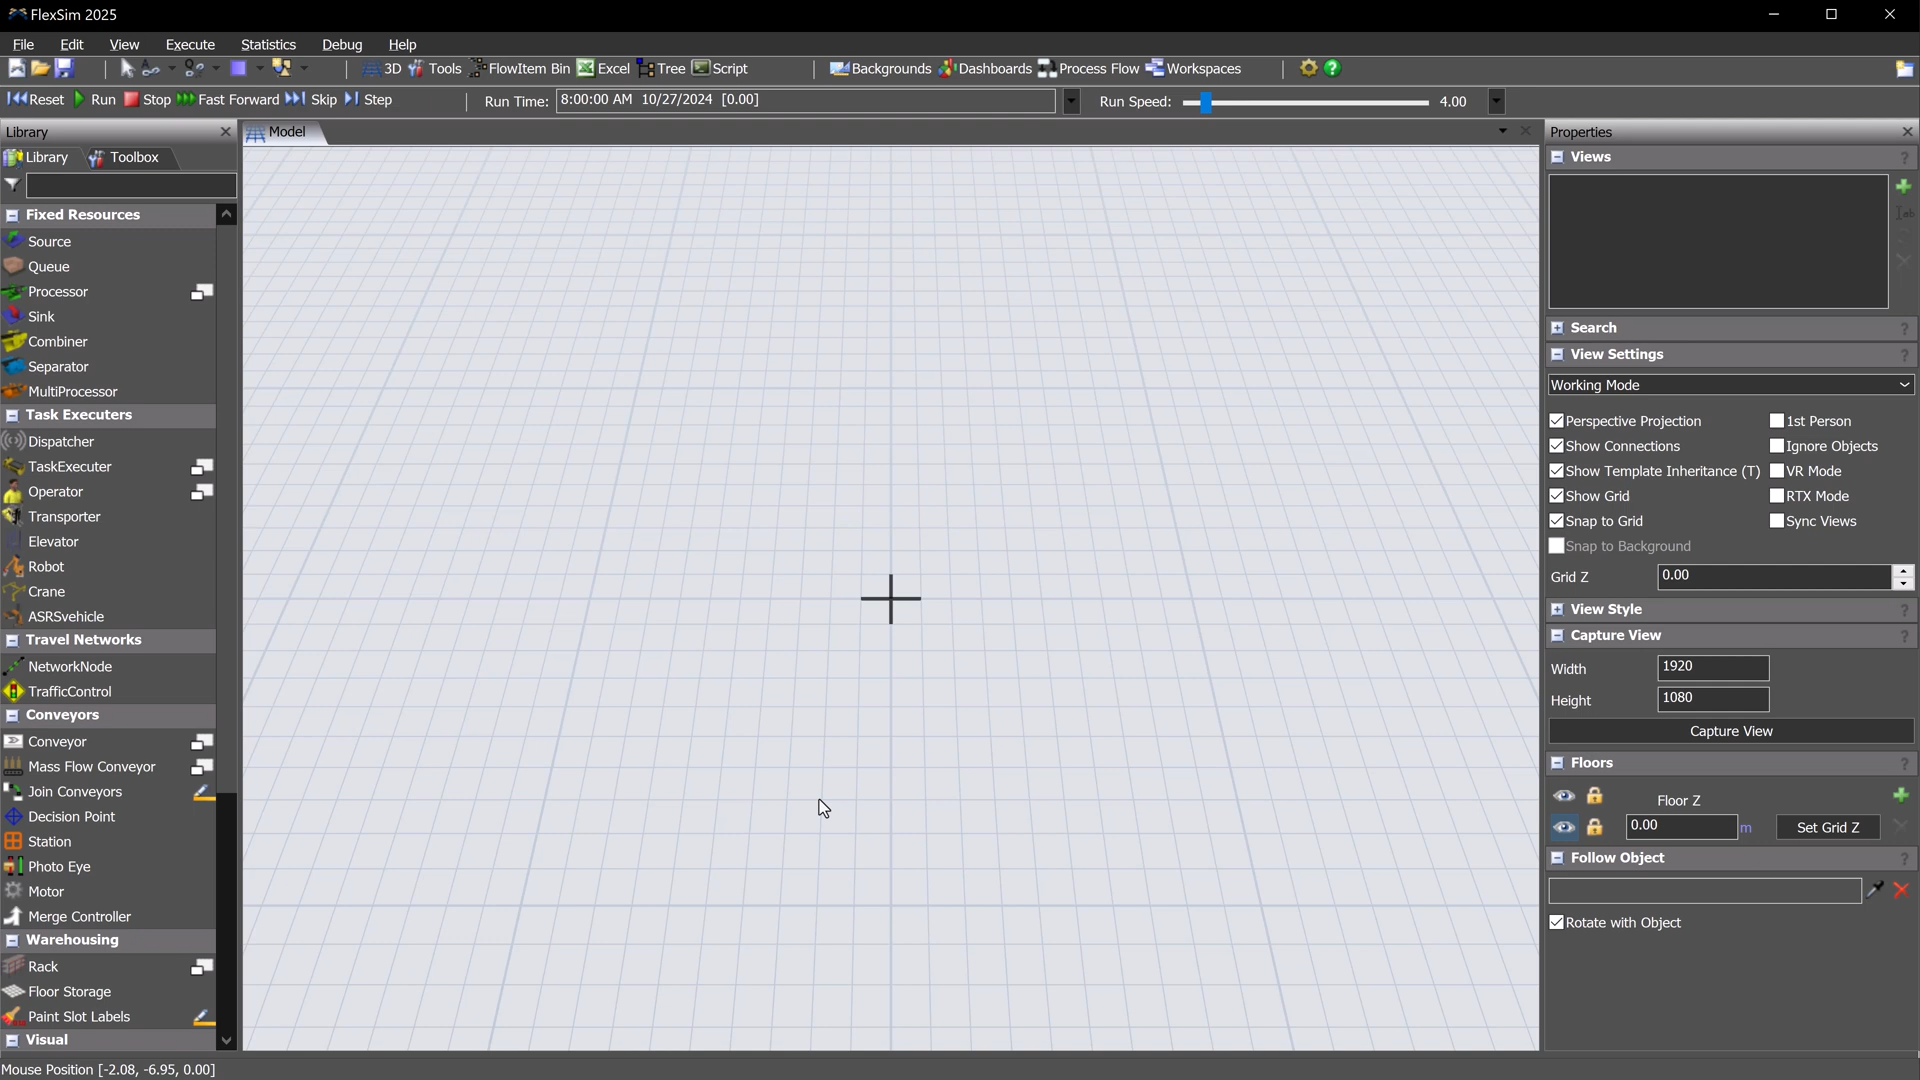 FlexSim 2025
File Edit View Execute Statistics Debug Help
3D Tools FlowItem Bin Excel Tree Script Backgrounds Dashboards Process Flow Workspaces
Reset Run Stop Fast Forward Skip Step Run Time: 8:00:00 AM 10/27/2024 [0.00] Run Speed: 4.00
Library
Library Toolbox
Fixed Resources
Source
Queue
Processor
Sink
Combiner
Separator
MultiProcessor
Task Executers
Dispatcher
TaskExecuter
Operator
Transporter
Elevator
Robot
Crane
ASRSvehicle
Travel Networks
NetworkNode
TrafficControl
Conveyors
Conveyor
Mass Flow Conveyor
Join Conveyors
Decision Point
Station
Photo Eye
Motor
Merge Controller
Warehousing
Rack
Floor Storage
Paint Slot Labels
Visual
Model
Properties
Views
Search
View Settings
Working Mode
Perspective Projection 1st Person
Show Connections Ignore Objects
Show Template Inheritance (T) VR Mode
Show Grid RTX Mode
Snap to Grid Sync Views
Snap to Background
Grid Z 0.00
View Style
Capture View
Width 1920
Height 1080
Capture View
Floors
Floor Z
0.00 m Set Grid Z
Follow Object
Rotate with Object
Mouse Position [-2.08, -6.95, 0.00]